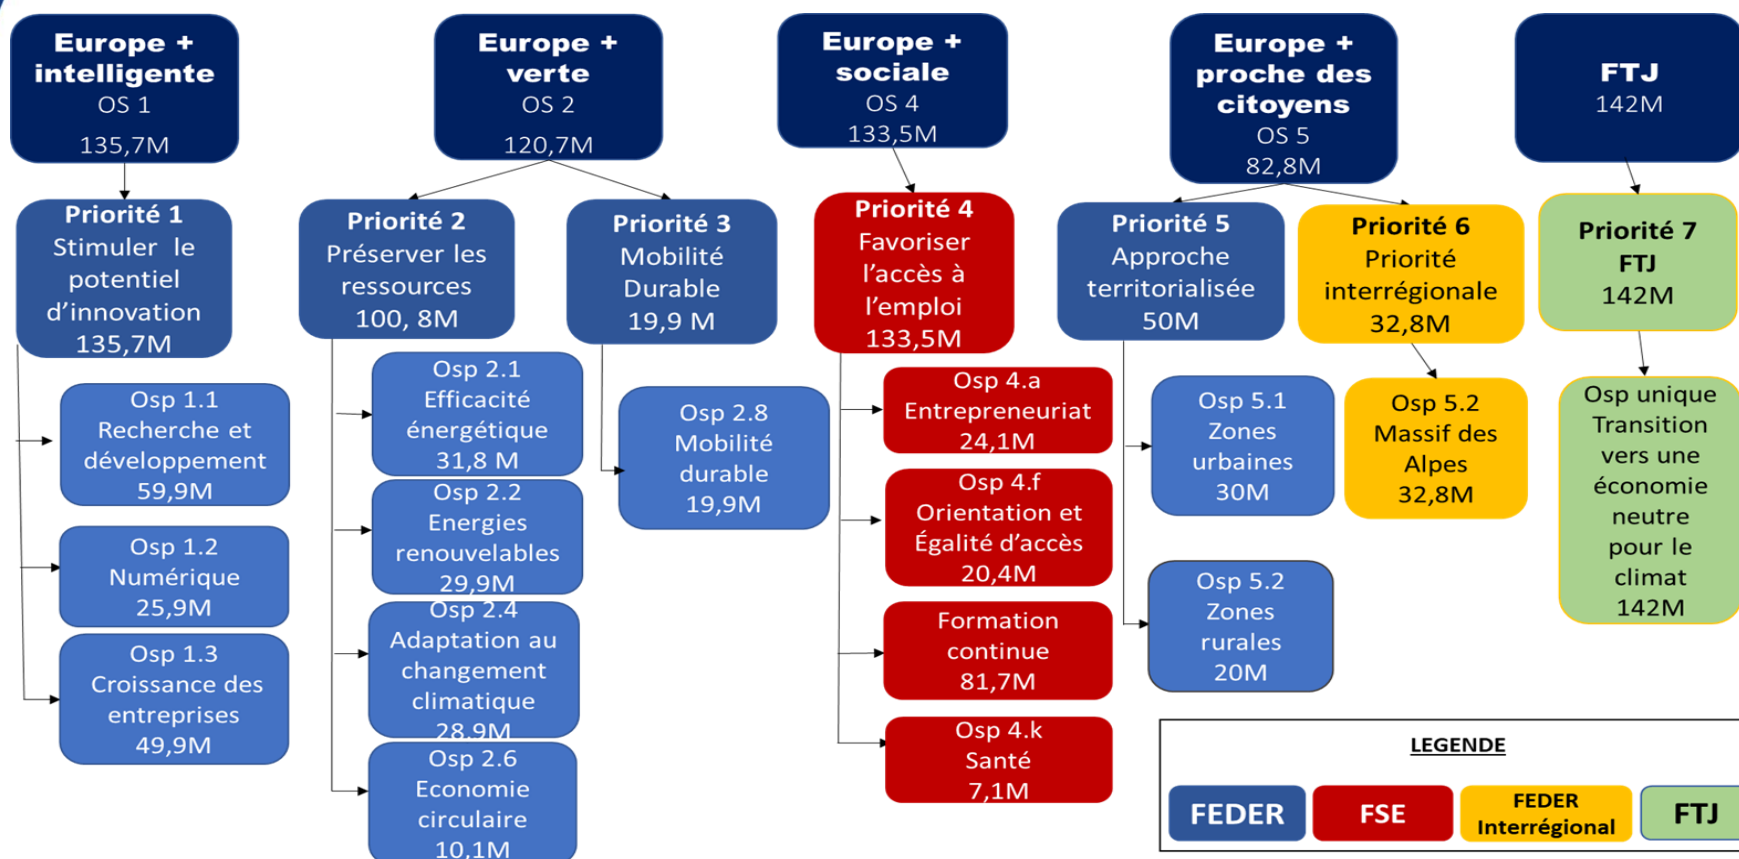 Europe +
intelligente
OS 1
135,7M
Europe +
verte
OS 2
120,7M
Europe +
sociale
OS 4
133,5M
Europe +
proche des
citoyens
OS 5
82,8M
FTJ
142M
Priorité 1
Stimuler le
potentiel
d’innovation
135,7M
Priorité 2
Préserver les
ressources
100, 8M
Priorité 3
Mobilité
Durable
19,9 M
Priorité 4
Favoriser
l’accès à
l’emploi
133,5M
Priorité 5
Approche
territorialisée
50M
Priorité 6
Priorité
interrégionale
32,8M
Priorité 7
FTJ
142M
Osp 1.1
Recherche et
développement
59,9M
Osp 1.2
Numérique
25,9M
Osp 1.3
Croissance des
entreprises
49,9M
Osp 2.1
Efficacité
énergétique
31,8 M
Osp 2.2
Energies
renouvelables
29,9M
Osp 2.4
Adaptation au
changement
climatique
28,9M
Osp 2.6
Economie
circulaire
10,1M
Osp 2.8
Mobilité
durable
19,9M
Osp 4.a
Entrepreneuriat
24,1M
Osp 4.f
Orientation et
Égalité d’accès
20,4M
Formation
continue
81,7M
Osp 4.k
Santé
7,1M
Osp 5.1
Zones
urbaines
30M
Osp 5.2
Zones
rurales
20M
Osp 5.2
Massif des
Alpes
32,8M
Osp unique
Transition
vers une
économie
neutre
pour le
climat
142M
LEGENDE
FEDER
FSE
FEDER
Interrégional
FTJ